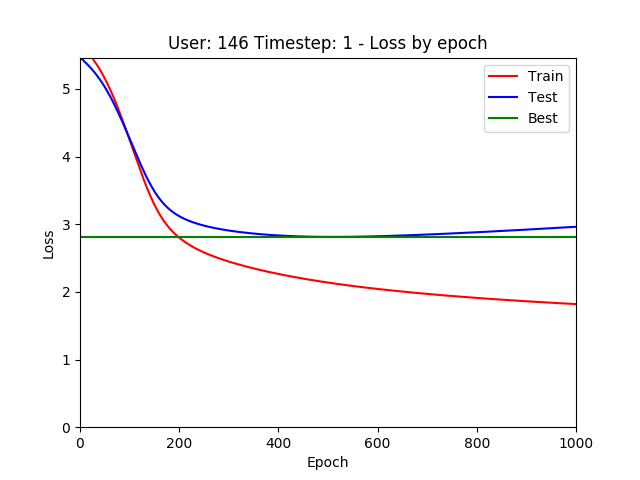 User: 146 Timestep: 1 - Loss by epoch
Train
Test
Best
5
4
3
2
1
0
Loss
0 200 400 600 800 1000
Epoch